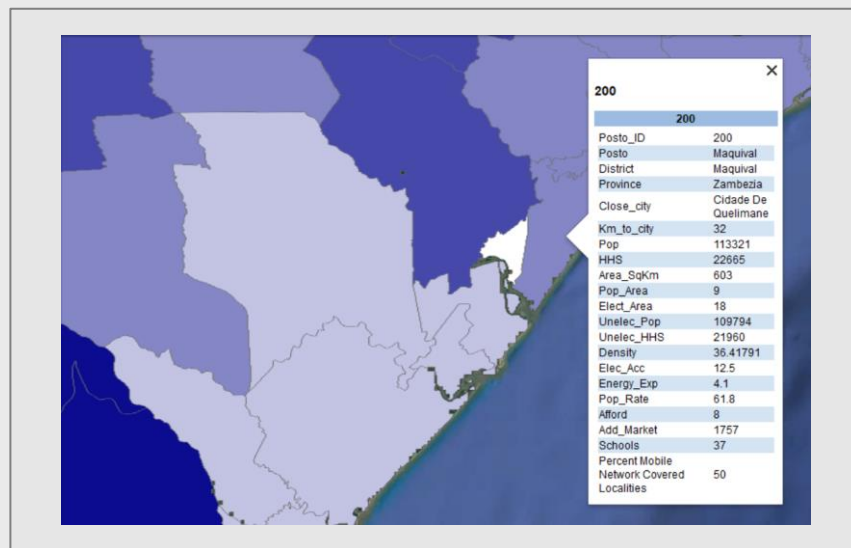 200
200
Posto_ID 200
Posto Maquival
District Maquival
Province Zambezia
Close_city Cidade De Quelimane
Km_to_city 32
Pop 113321
HHS 22665
Area_SqKm 603
Pop_Area 9
Elect_Area 18
Unelec_Pop 109794
Unelec_HHS 21960
Density 36.41791
Elec_Acc 12.5
Energy_Exp 4.1
Pop_Rate 61.8
Afford 8
Add_Market 1757
Schools 37
Percent Mobile
Network Covered 50
Localities